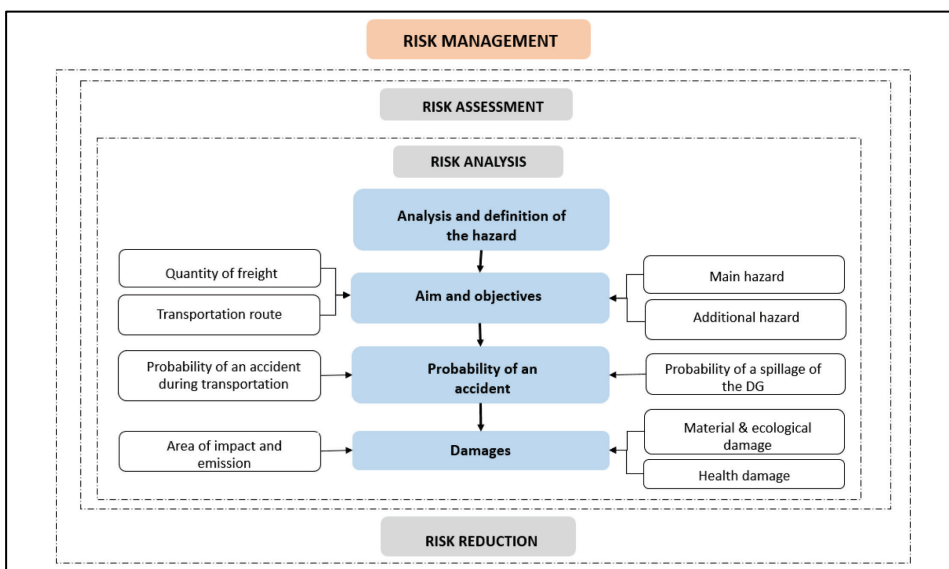 RISK MANAGEMENT
RISK ASSESSMENT
RISK ANALYSIS
Analysis and definition of
the hazard
Quantity of freight
Transportation route
Aim and objectives
Main hazard
Additional hazard
Probability of an accident
during transportation
Probability of an
accident
Probability of a spillage of
the DG
Area of impact and
emission
Damages
Material & ecological
damage
Health damage
RISK REDUCTION